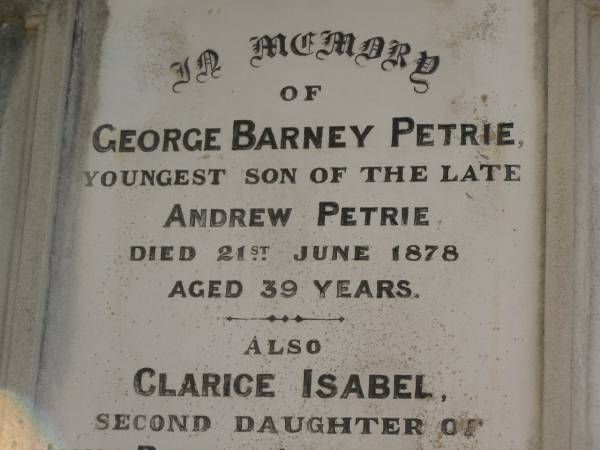 IN MEMORY
OF
GEORGE BARNEY PETRIE,
YOUNGEST SON OF THE LATE
ANDREW PETRIE
DIED 21ST JUNE 1878
AGED 39 YEARS.
ALSO
CLARICE ISABEL,
SECOND DAUGHTER OF